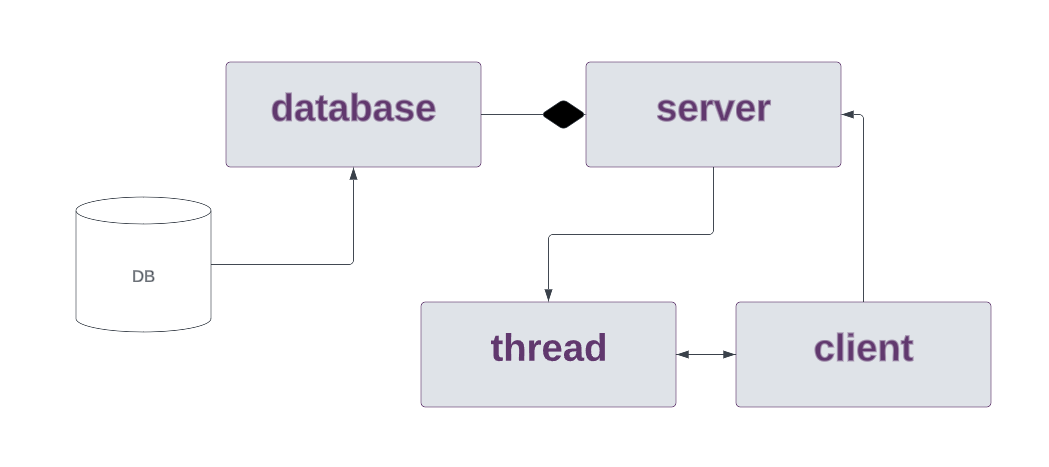 database
server
DB
thread
client